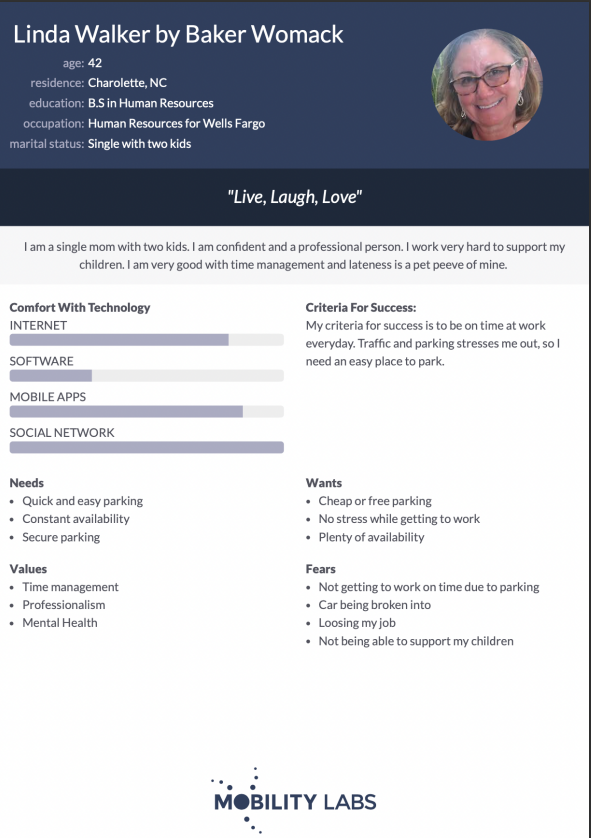 Linda Walker by Baker Womack
age: 42
residence: Charolette, NC
education: B.S in Human Resources
occupation: Human Resources for Wells Fargo
marital status: Single with two kids
"Live, Laugh, Love"
I am a single mom with two kids. I am confident and a professional person. I work very hard to support my
children. I am very good with time management and lateness is a pet peeve of mine.
Comfort With Technology
INTERNET
SOFTWARE
MOBILE APPS
SOCIAL NETWORK
Criteria For Success:
My criteria for success is to be on time at work
everyday. Traffic and parking stresses me out, so I
need an easy place to park.
Needs
• Quick and easy parking
• Constant availability
• Secure parking
Wants
• Cheap or free parking
• No stress while getting to work
• Plenty of availability
Values
• Time management
• Professionalism
• Mental Health
Fears
• Not getting to work on time due to parking
• Car being broken into
• Loosing my job
• Not being able to support my children
MOBILITY LABS